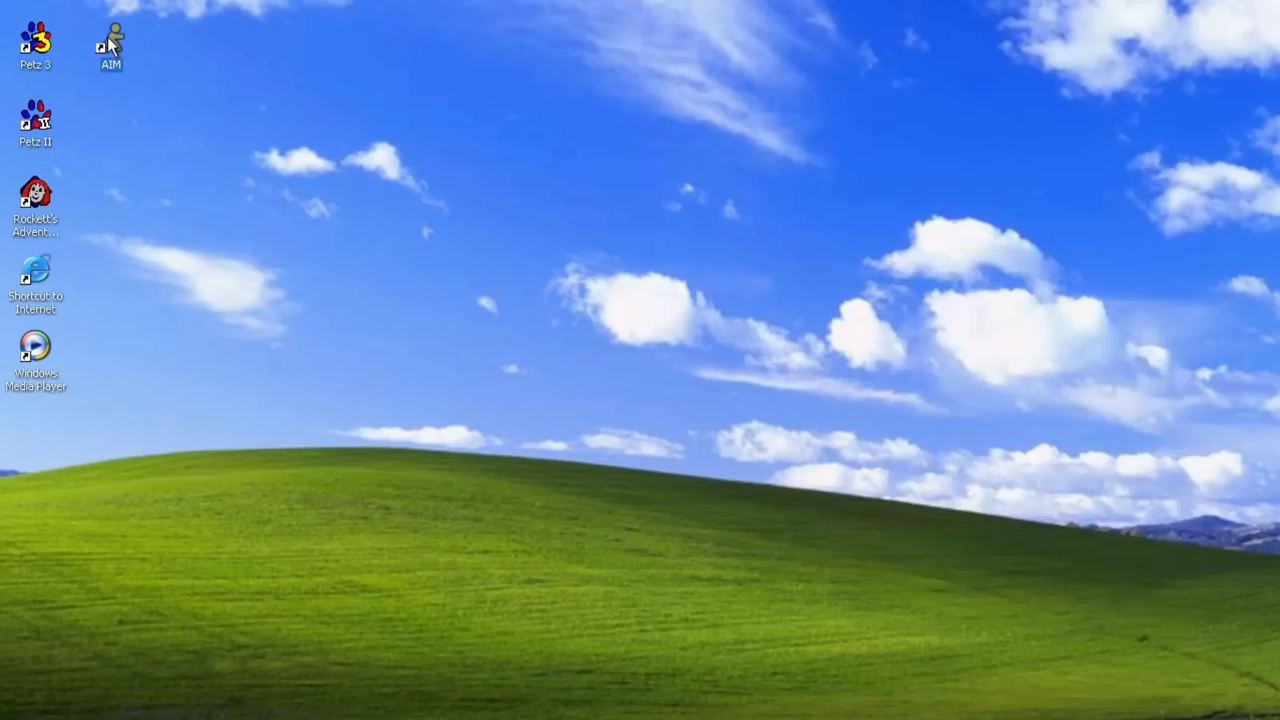 Petz 3
AIM
Petz II
Rockett's
Advent...
Shortcut to
Internet
Windows
Media Player